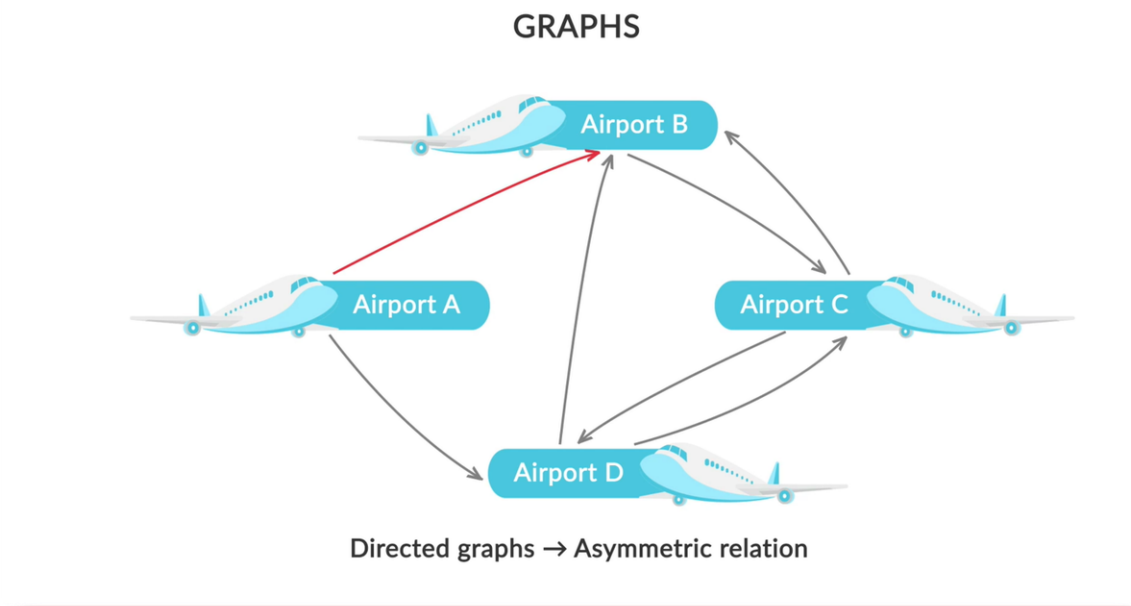 GRAPHS
Airport B
Airport A
Airport C
Airport D
Directed graphs → Asymmetric relation